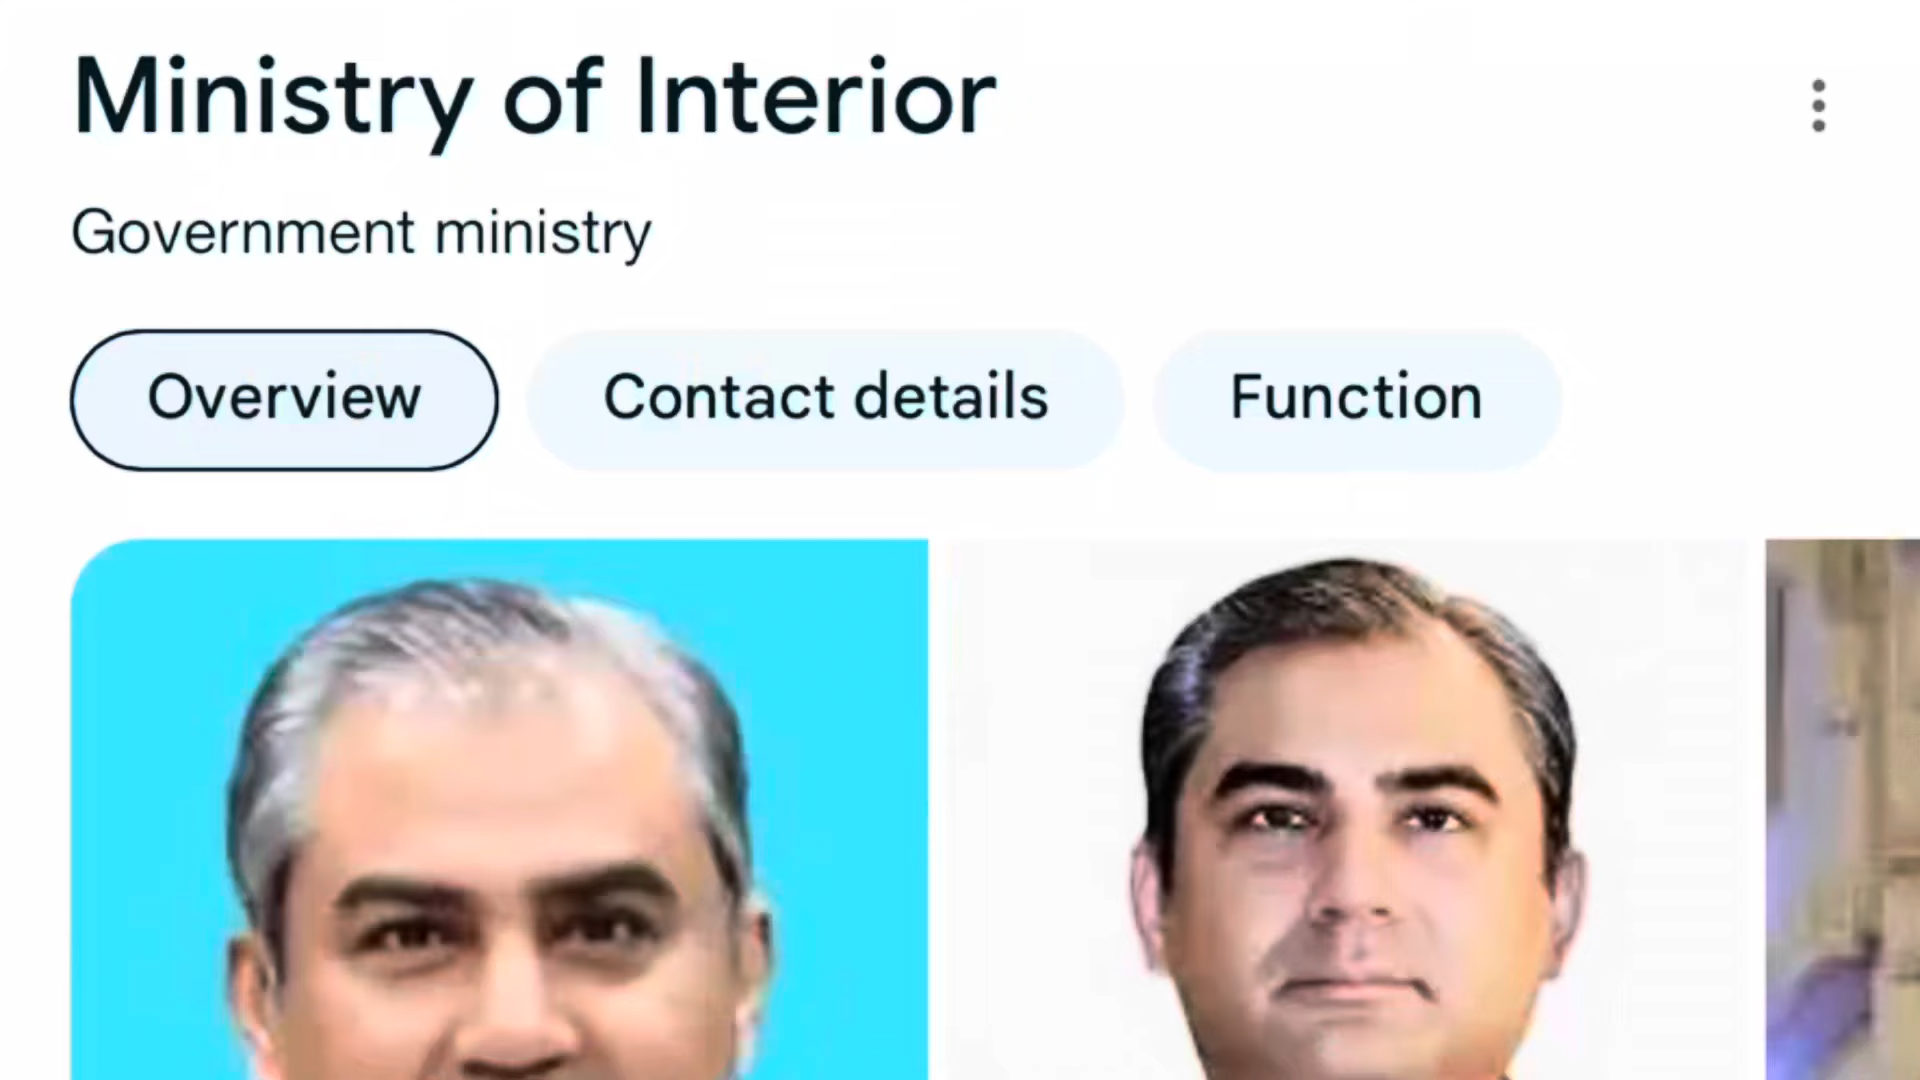 Ministry of Interior
Government ministry
Overview Contact details Function